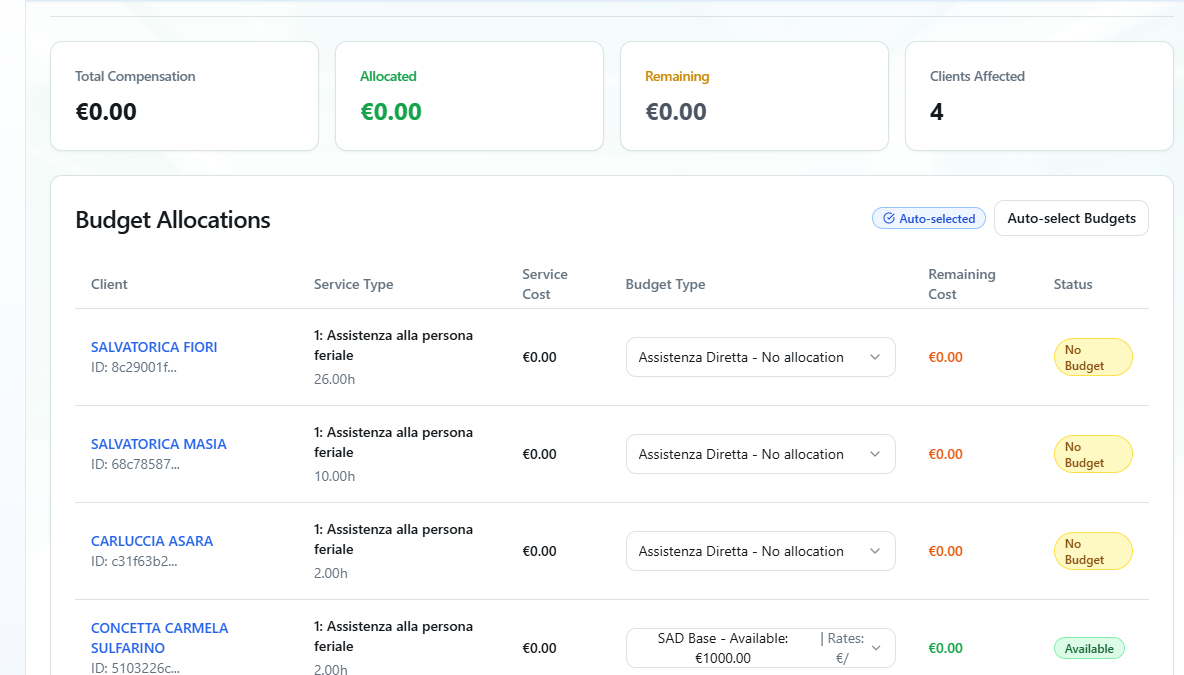 Total Compensation
€0.00
Allocated
€0.00
Remaining
€0.00
Clients Affected
4
Budget Allocations
Auto-selected
Auto-select Budgets
Client
Service Type
Service
Cost
Budget Type
Remaining
Cost
Status
SALVATORICA FIORI
ID: 8c29001f...
1: Assistenza alla persona
feriale
26.00h
€0.00
Assistenza Diretta - No allocation
€0.00
No
Budget
SALVATORICA MASIA
ID: 68c78587...
1: Assistenza alla persona
feriale
10.00h
€0.00
Assistenza Diretta - No allocation
€0.00
No
Budget
CARLUCCIA ASARA
ID: c31f63b2...
1: Assistenza alla persona
feriale
2.00h
€0.00
Assistenza Diretta - No allocation
€0.00
No
Budget
CONCETTA CARMELA
SULFARINO
ID: 5103226c...
1: Assistenza alla persona
feriale
2.00h
€0.00
SAD Base - Available:
€1000.00
| Rates:
€/
€0.00
Available